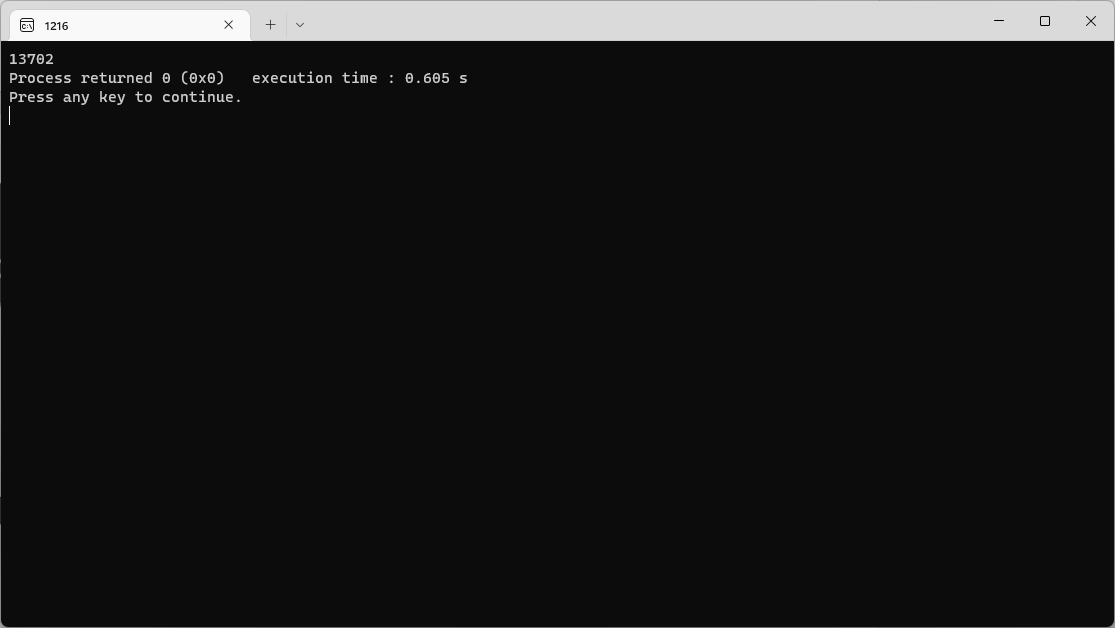 1216
13702
Process returned 0 (0x0)   execution time : 0.605 s
Press any key to continue.